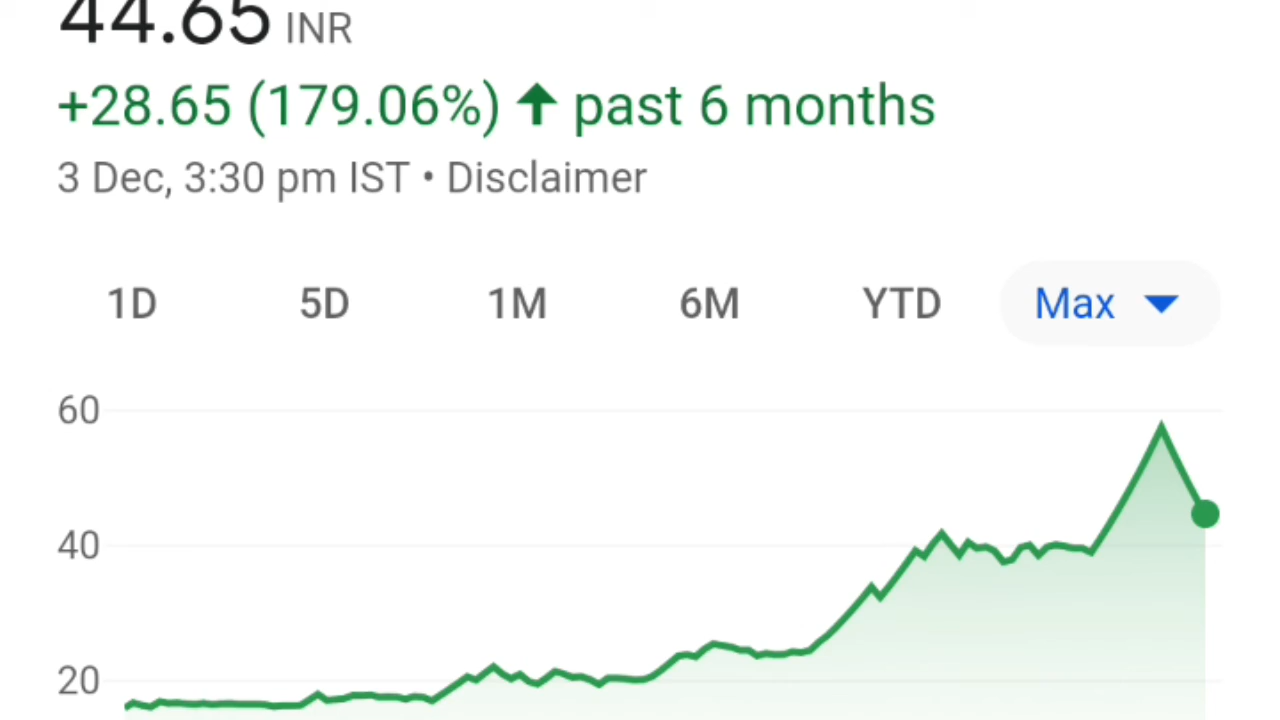 44.65 INR
+28.65 (179.06%) ↑ past 6 months
3 Dec, 3:30 pm IST • Disclaimer
1D 5D 1M 6M YTD Max
60
40
20